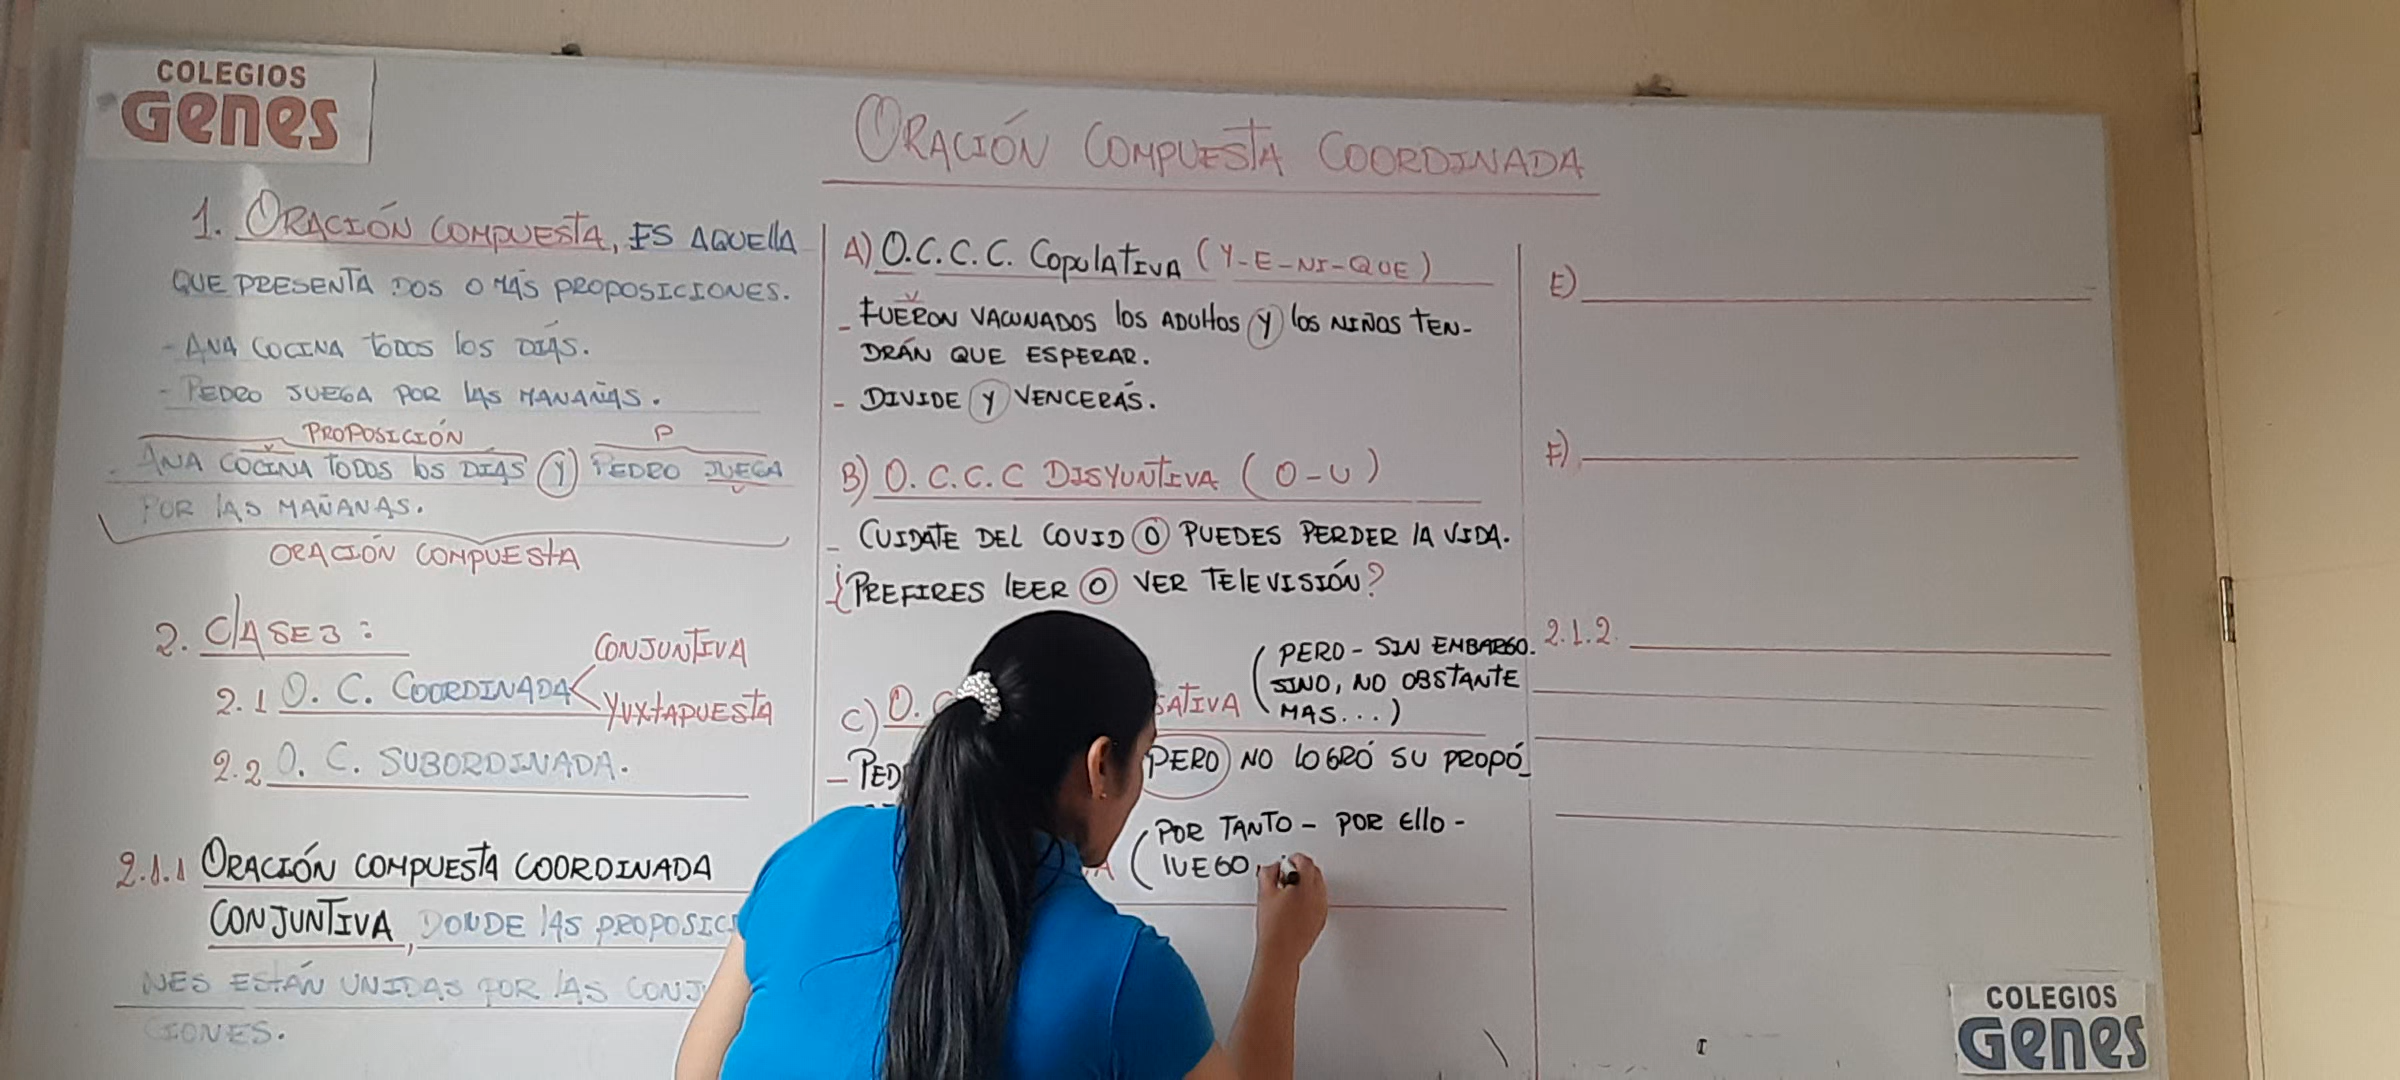 COLEGIOS
Genes
ORACIÓN COMPUESTA COORDINADA
1. ORACIÓN COMPUESTA, ES AQUELLA
QUE PRESENTA DOS O MÁS PROPOSICIONES.
- ANA COCINA TODOS LOS DÍAS.
- PEDRO JUEGA POR LAS MAÑANAS.
PROPOSICIÓN P
- ANA COCINA TODOS LOS DÍAS Y PEDRO JUEGA
POR LAS MAÑANAS.
ORACIÓN COMPUESTA
2. CLASES:
CONJUNTIVA
2.1 O. C. COORDINADA
YUXTAPUESTA
2.2 O. C. SUBORDINADA.
2.1.1 ORACIÓN COMPUESTA COORDINADA
CONJUNTIVA, DONDE LAS PROPOSIC
NES ESTÁN UNIDAS POR LAS CONJ
CIONES.
A) O.C.C.C. COPULATIVA (Y-E-NI-QUE)
V
- FUERON VACUNADOS LOS ADULTOS Y LOS NIÑOS TEN-
DRÁN QUE ESPERAR.
- DIVIDE Y VENCERÁS.
B) O.C.C.C DISYUNTIVA (O-U)
- CUIDATE DEL COVID O PUEDES PERDER LA VIDA.
- ¿PREFIRES LEER O VER TELEVISIÓN?
(PERO - SIN EMBARGO.
SINO, NO OBSTANTE
C) O. SATIVA MAS...)
- PED PERO NO LOGRÓ SU PROPÓ
(POR TANTO - POR ELLO -
A LUEGO,
E)
F)
2.1.2.
COLEGIOS
Genes